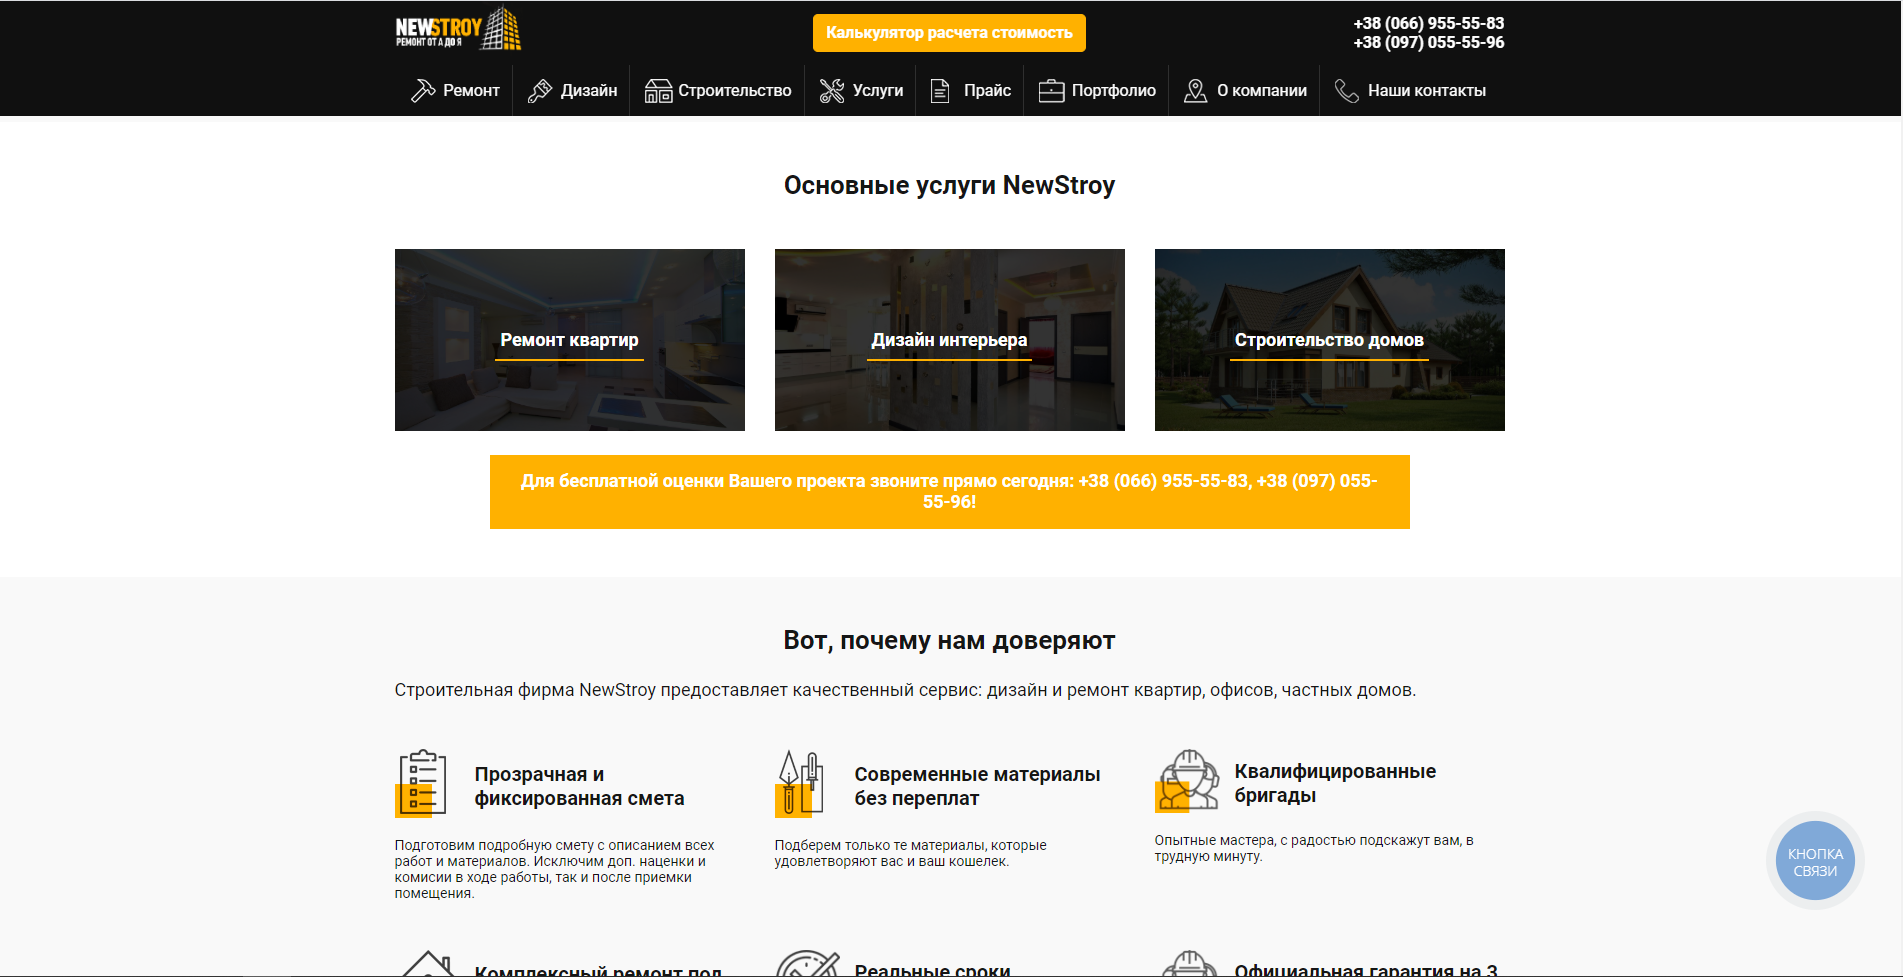 NEWSTROY
РЕМОНТ ОТ А ДО Я
Калькулятор расчета стоимость
+38 (066) 955-55-83
+38 (097) 055-55-96
Ремонт
Дизайн
Строительство
Услуги
Прайс
Портфолио
О компании
Наши контакты
Основные услуги NewStroy
Ремонт квартир
Дизайн интерьера
Строительство домов
Для бесплатной оценки Вашего проекта звоните прямо сегодня: +38 (066) 955-55-83, +38 (097) 055-
55-96!
Вот, почему нам доверяют
Строительная фирма NewStroy предоставляет качественный сервис: дизайн и ремонт квартир, офисов, частных домов.
Прозрачная и
фиксированная смета
Подготовим подробную смету с описанием всех
работ и материалов. Исключим доп. наценки и
комисии в ходе работы, так и после приемки
помещения.
Современные материалы
без переплат
Подберем только те материалы, которые
удовлетворяют вас и ваш кошелек.
Квалифицированные
бригады
Опытные мастера, с радостью подскажут вам, в
трудную минуту.
КНОПКА
СВЯЗИ
Комплексный ремонт под
Реальные сроки
Официальная гарантия на 3